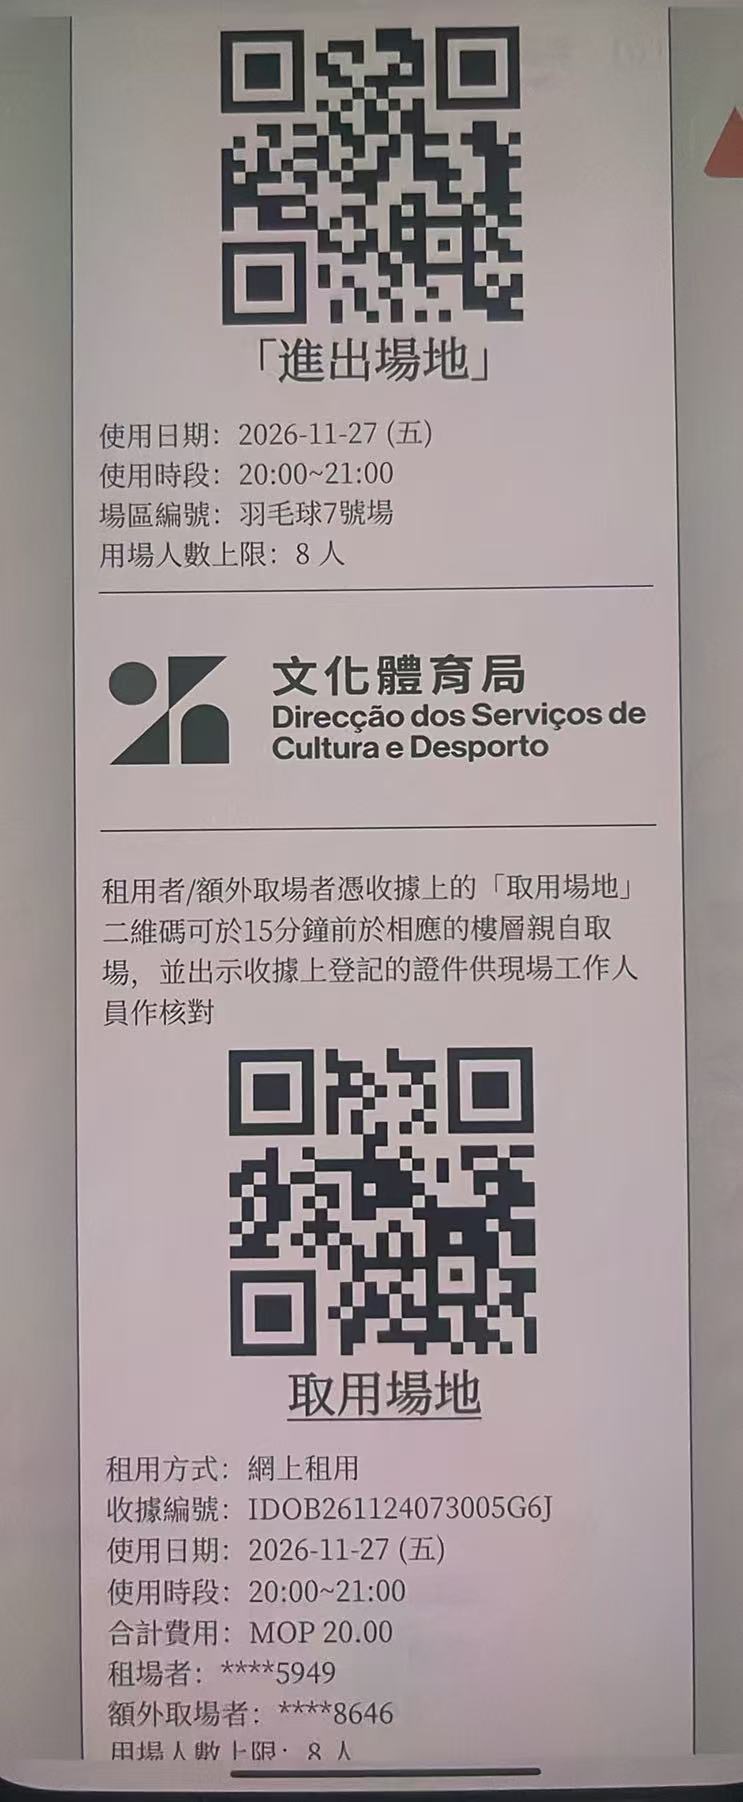 「進出場地」
使用日期：2026-11-27 (五)
使用時段：20:00~21:00
場區編號：羽毛球7號場
用場人數上限：8 人
文化體育局
Direcção dos Serviços de
Cultura e Desporto
租用者/額外取場者憑收據上的「取用場地」
二維碼可於15分鐘前於相應的樓層親自取
場，並出示收據上登記的證件供現場工作人
員作核對
取用場地
租用方式：網上租用
收據編號：IDOB261124073005G6J
使用日期：2026-11-27 (五)
使用時段：20:00~21:00
合計費用：MOP 20.00
租場者：****5949
額外取場者：****8646
用場人數上限：8 人